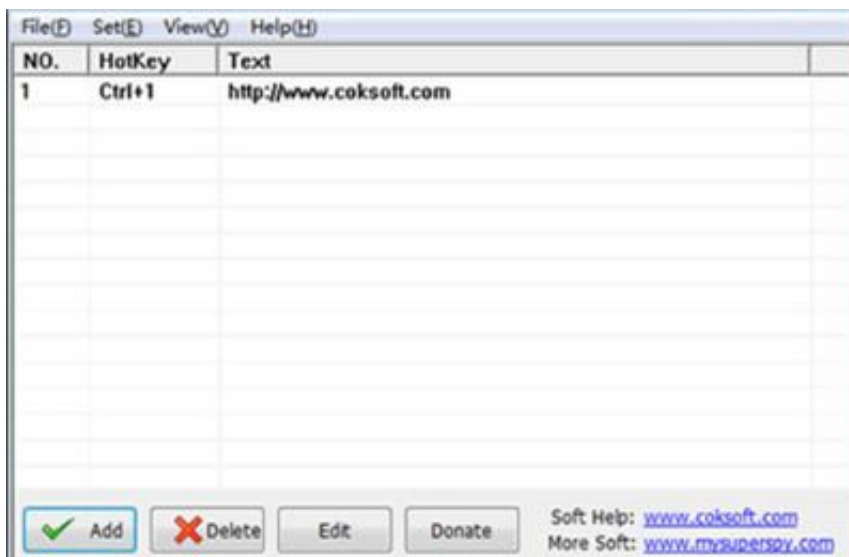 File(F) Set(E) View(V) Help(H)
NO. HotKey Text
1 Ctrl+1 http://www.coksoft.com
Add Delete Edit Donate
Soft Help: www.coksoft.com
More Soft: www.mysuperspy.com